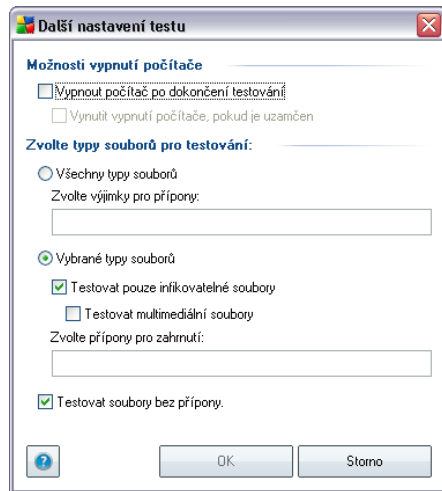 Další nastavení testu
Možnosti vypnutí počítače
Vypnout počítač po dokončení testování
Vynutit vypnutí počítače, pokud je uzamčen
Zvolte typy souborů pro testování:
Všechny typy souborů
Zvolte výjimky pro přípony:
Vybrané typy souborů
Testovat pouze infikovatelné soubory
Testovat multimediální soubory
Zvolte přípony pro zahrnutí:
Testovat soubory bez přípony.
OK
Storno